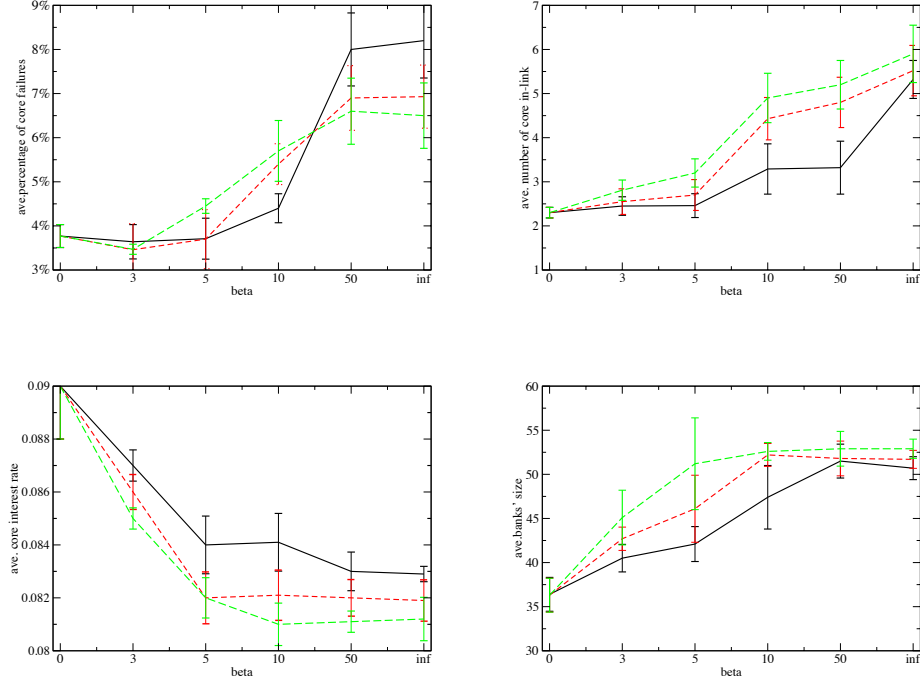 9%
8%
7%
6%
5%
4%
3%
ave.percentage of core failures
0 3 5 10 50 inf
beta
7
6
5
4
3
2
1
ave. number of core in-link
0 3 5 10 50 inf
beta
0.09
0.088
0.086
0.084
0.082
0.08
ave. core interest rate
0 3 5 10 50 inf
beta
60
55
50
45
40
35
30
ave.banks' size
0 3 5 10 50 inf
beta